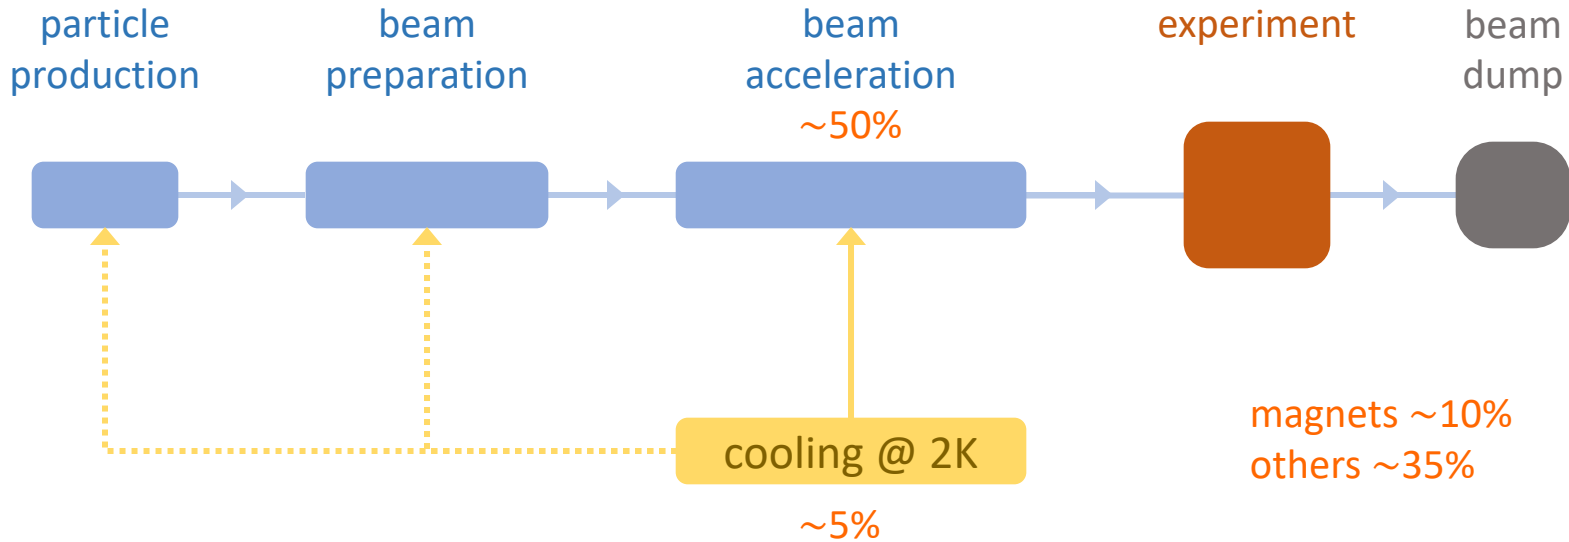 particle
production
beam
preparation
beam
acceleration
~50%
experiment
beam
dump
cooling @ 2K
~5%
magnets ~10%
others ~35%